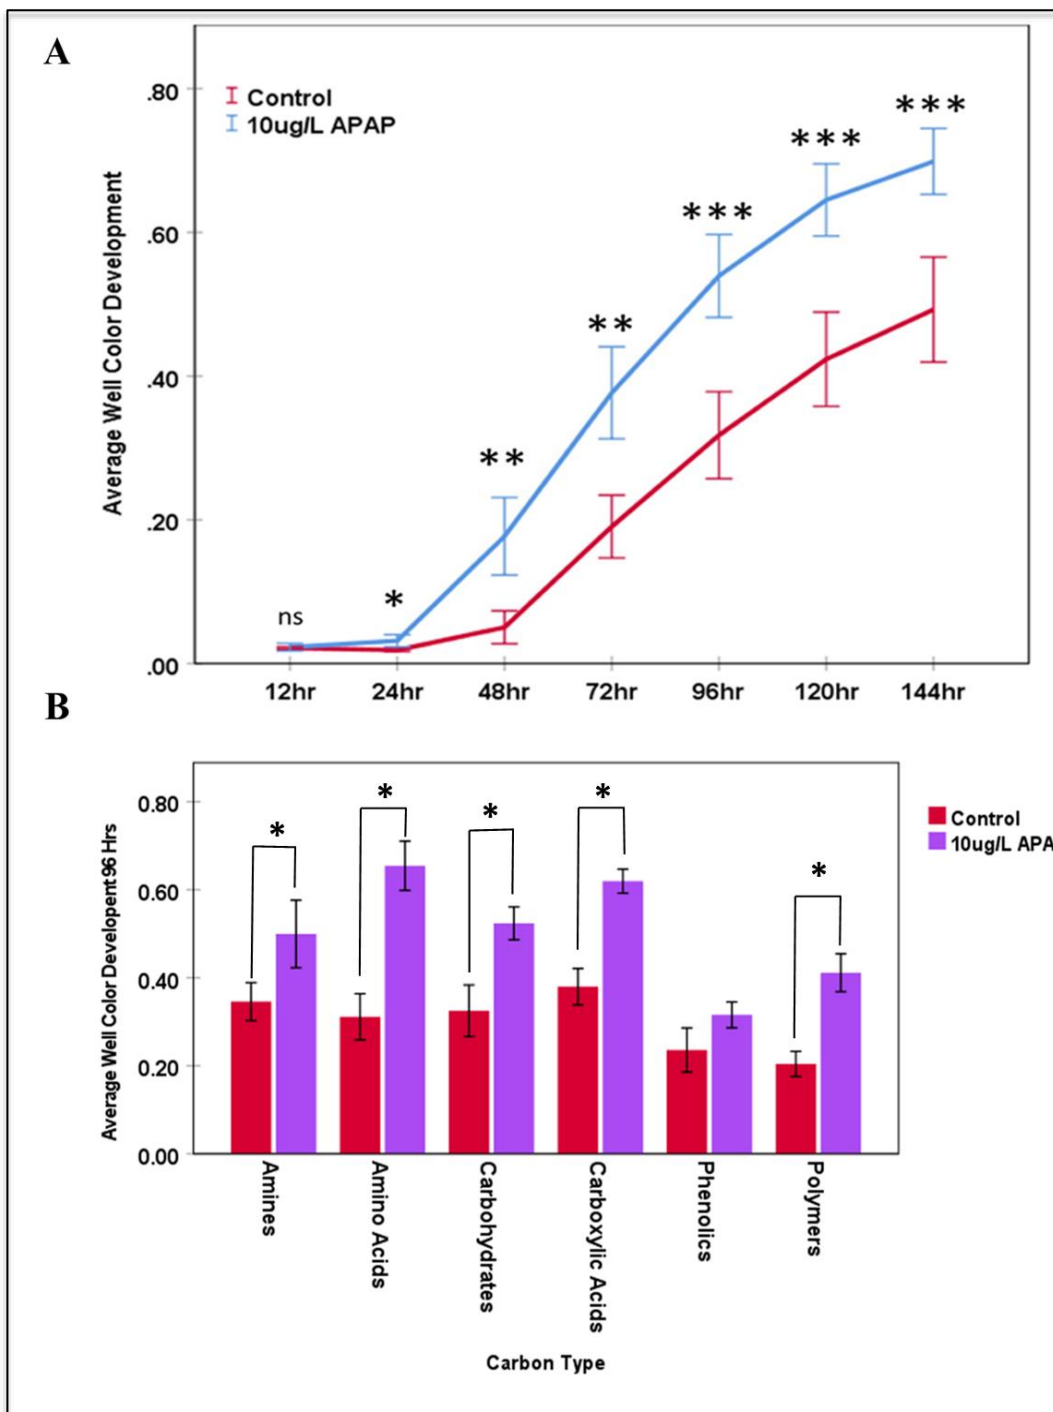 A
.80
Control
10ug/L APAP
***
***
***
**
**
*
ns
.60
.40
.20
.00
Average Well Color Development
12hr 24hr 48hr 72hr 96hr 120hr 144hr
B
0.80
0.60
0.40
0.20
0.00
Average Well Color Developent 96 Hrs
*
*
*
*
*
Control
10ug/L APA
Amines
Amino Acids
Carbohydrates
Carboxylic Acids
Phenolics
Polymers
Carbon Type